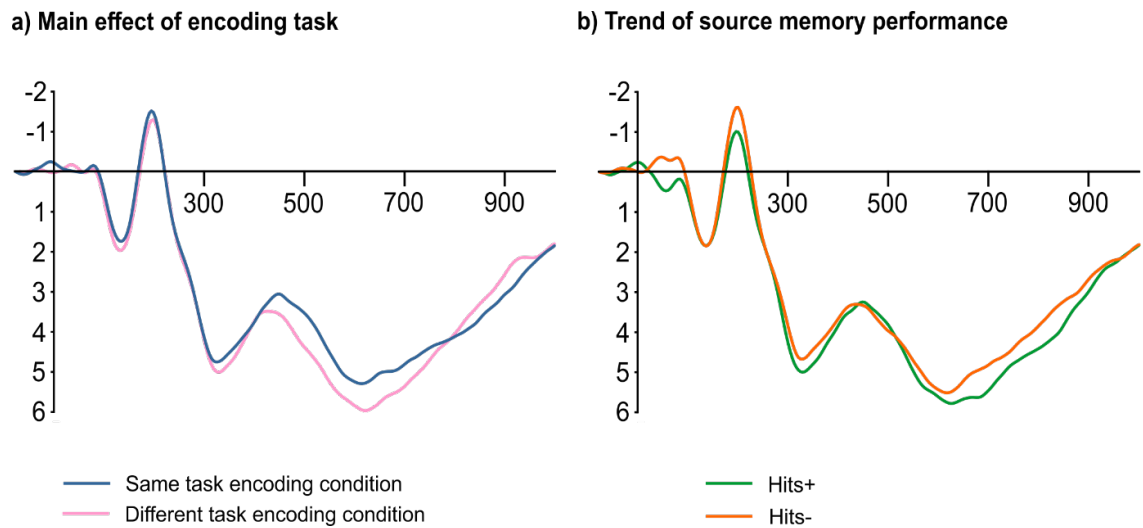 a) Main effect of encoding task
b) Trend of source memory performance
-2
-1
1
2
3
4
5
6
300 500 700 900
-2
-1
1
2
3
4
5
6
300 500 700 900
Same task encoding condition
Different task encoding condition
Hits+
Hits-